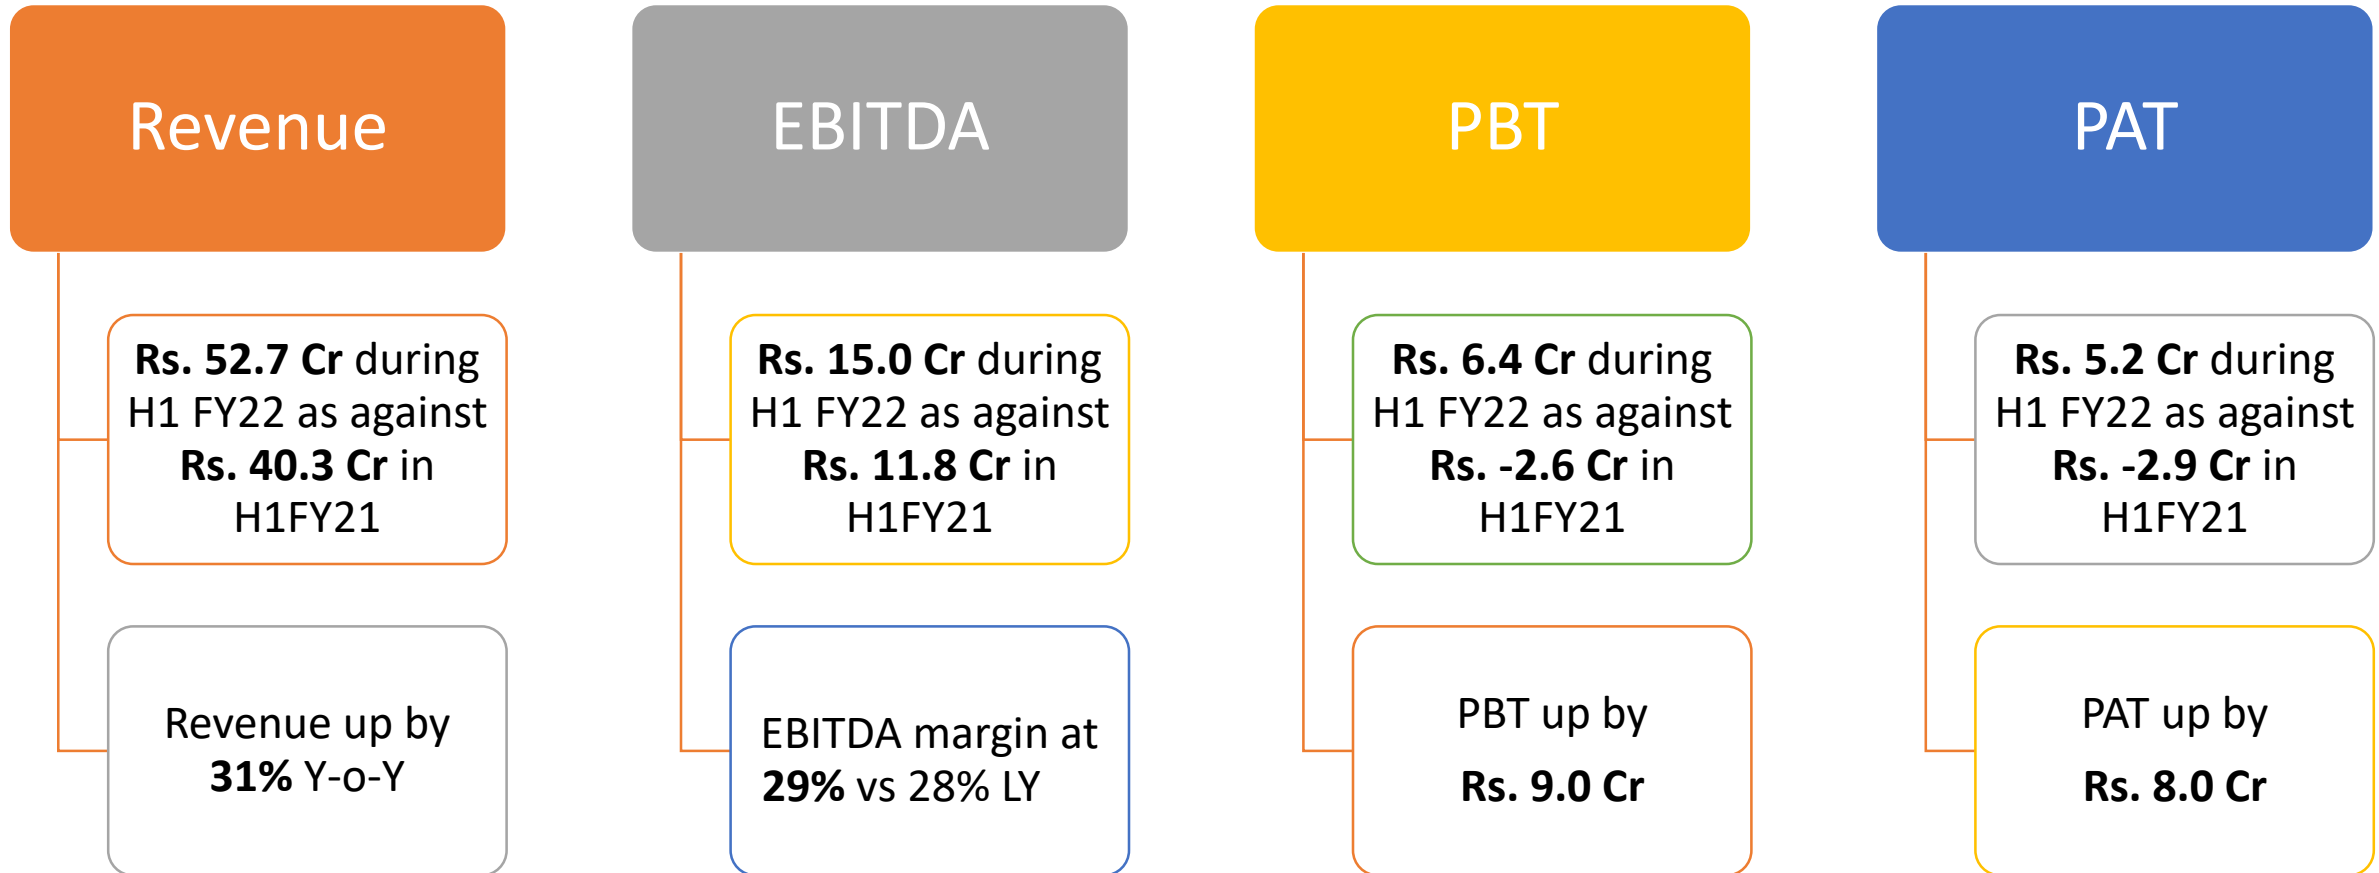 Revenue
Rs. 52.7 Cr during
H1 FY22 as against
Rs. 40.3 Cr in
H1FY21
Revenue up by
31% Y-o-Y
EBITDA
Rs. 15.0 Cr during
H1 FY22 as against
Rs. 11.8 Cr in
H1FY21
EBITDA margin at
29% vs 28% LY
PBT
Rs. 6.4 Cr during
H1 FY22 as against
Rs. -2.6 Cr in
H1FY21
PBT up by
Rs. 9.0 Cr
PAT
Rs. 5.2 Cr during
H1 FY22 as against
Rs. -2.9 Cr in
H1FY21
PAT up by
Rs. 8.0 Cr